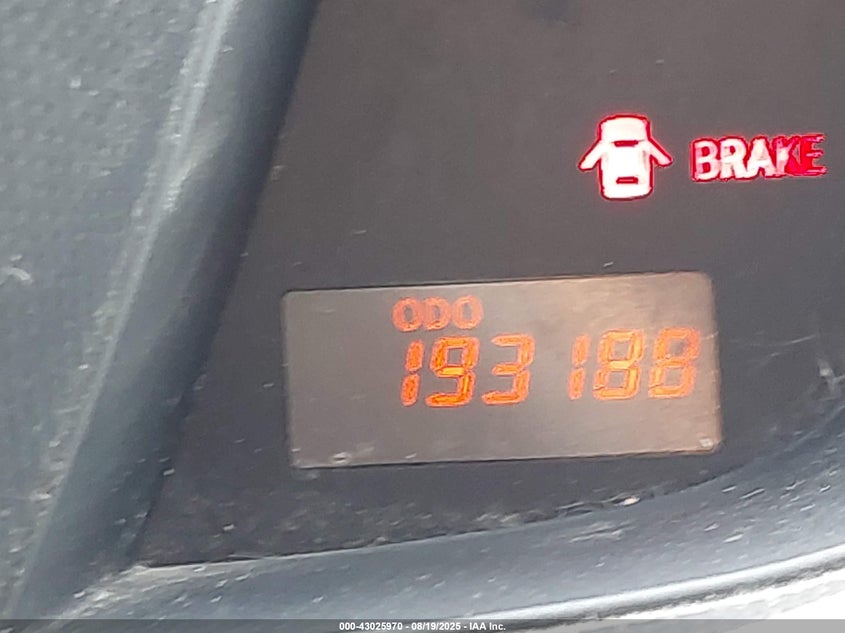 BRAKE
ODO
193188
000-43025970 - 08/19/2025 - IAA Inc.